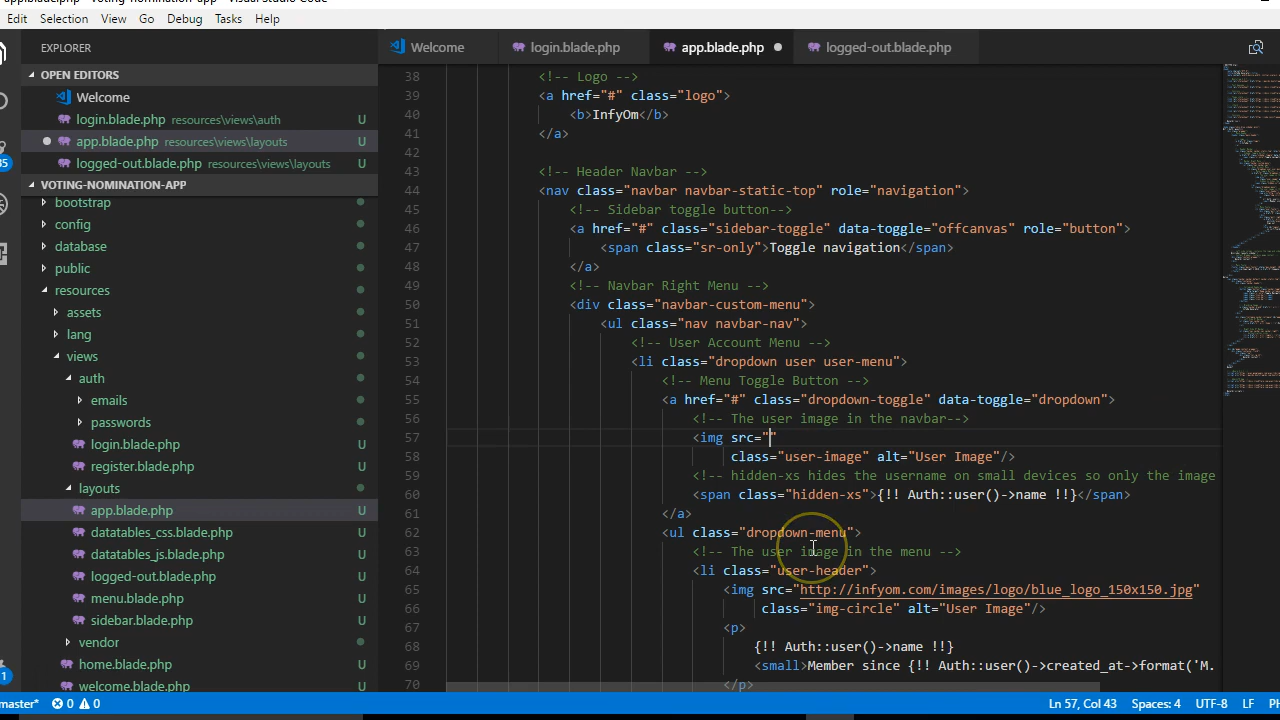 app.blade.php - voting-nomination-app - Visual Studio Code
Edit Selection View Go Debug Tasks Help
EXPLORER
OPEN EDITORS
Welcome
login.blade.php resources\views\auth U
app.blade.php resources\views\layouts U
logged-out.blade.php resources\views\layouts U
VOTING-NOMINATION-APP
bootstrap
config
database
public
resources
assets
lang
views
auth
emails
passwords
login.blade.php U
register.blade.php U
layouts
app.blade.php U
datatables_css.blade.php U
datatables_js.blade.php U
logged-out.blade.php U
menu.blade.php U
sidebar.blade.php U
vendor
home.blade.php U
welcome.blade.php U
Welcome login.blade.php app.blade.php logged-out.blade.php
38 <!-- Logo -->
39 <a href="#" class="logo">
40 <b>InfyOm</b>
41 </a>
42
43 <!-- Header Navbar -->
44 <nav class="navbar navbar-static-top" role="navigation">
45 <!-- Sidebar toggle button-->
46 <a href="#" class="sidebar-toggle" data-toggle="offcanvas" role="button">
47 <span class="sr-only">Toggle navigation</span>
48 </a>
49 <!-- Navbar Right Menu -->
50 <div class="navbar-custom-menu">
51 <ul class="nav navbar-nav">
52 <!-- User Account Menu -->
53 <li class="dropdown user user-menu">
54 <!-- Menu Toggle Button -->
55 <a href="#" class="dropdown-toggle" data-toggle="dropdown">
56 <!-- The user image in the navbar-->
57 <img src=""
58 class="user-image" alt="User Image"/>
59 <!-- hidden-xs hides the username on small devices so only the image
60 <span class="hidden-xs">{!! Auth::user()->name !!}</span>
61 </a>
62 <ul class="dropdown-menu">
63 <!-- The user image in the menu -->
64 <li class="user-header">
65 <img src="http://infyom.com/images/logo/blue_logo_150x150.jpg"
66 class="img-circle" alt="User Image"/>
67 <p>
68 {!! Auth::user()->name !!}
69 <small>Member since {!! Auth::user()->created_at->format('M.
70 </p>
35
1
master* 0 0 Ln 57, Col 43 Spaces: 4 UTF-8 LF PH